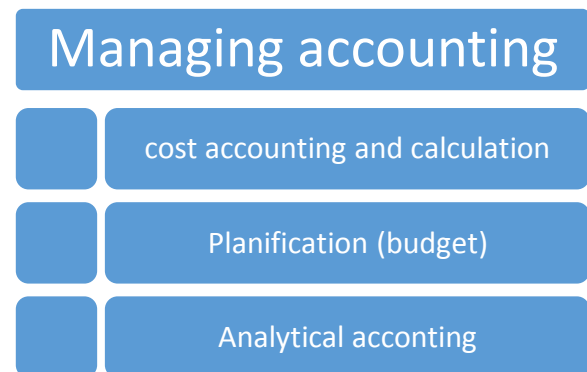 Managing accounting
cost accounting and calculation
Planification (budget)
Analytical acconting